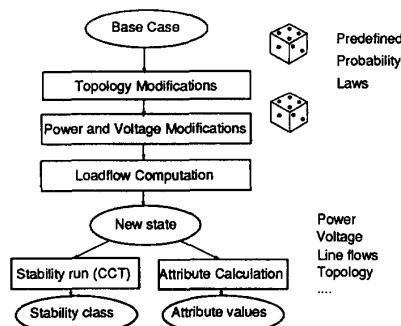 Base Case
Predefined
Probability
Laws
Topology Modifications
Power and Voltage Modifications
Loadflow Computation
New state
Power
Voltage
Line flows
Topology
....
Stability run (CCT)
Attribute Calculation
Stability class
Attribute values